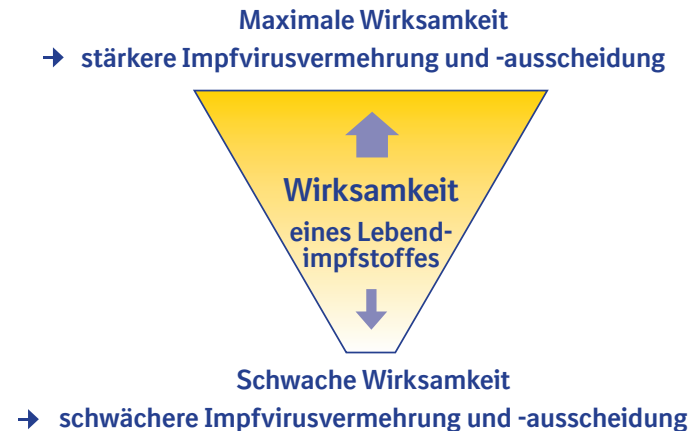 Maximale Wirksamkeit
→ stärkere Impfvirusvermehrung und -ausscheidung
Wirksamkeit
eines Lebend-
impfstoffes
Schwache Wirksamkeit
→ schwächere Impfvirusvermehrung und -ausscheidung